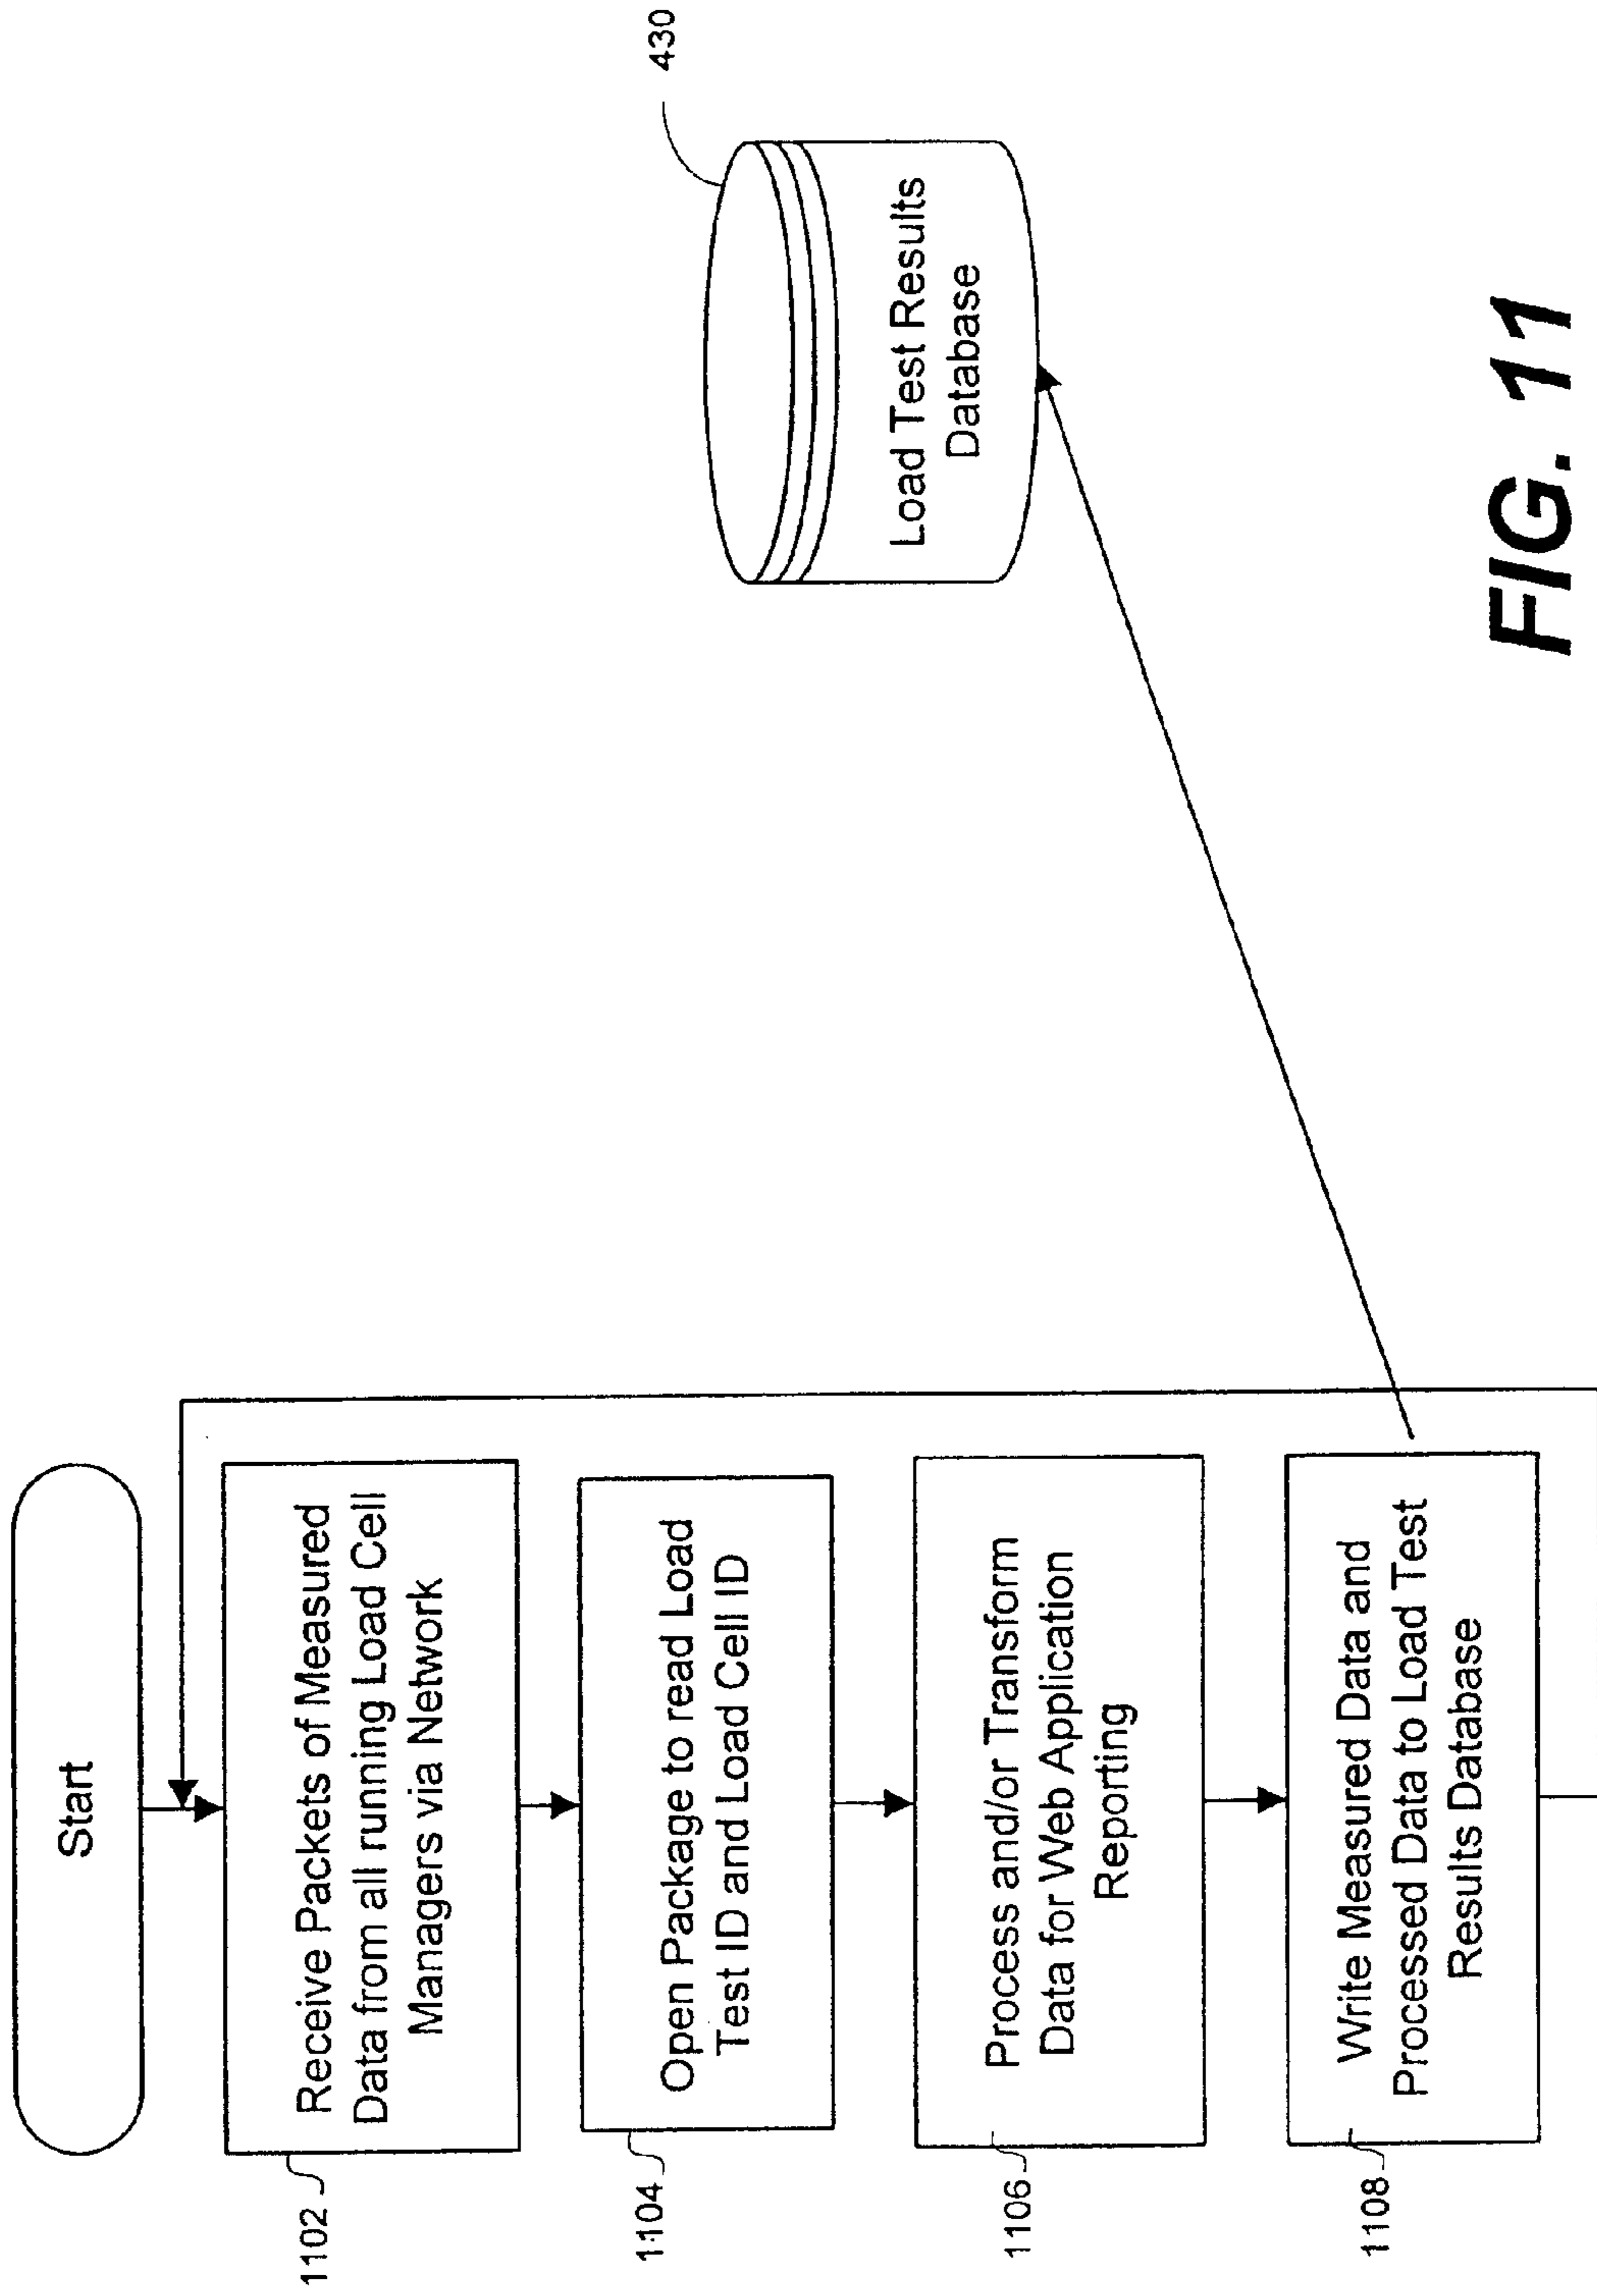 Start
1102
Receive Packets of Measured
Data from all running Load Cell
Managers via Network
1104
Open Package to read Load
Test ID and Load Cell ID
1106
Process and/or Transform
Data for Web Application
Reporting
1108
Write Measured Data and
Processed Data to Load Test
Results Database
430
Load Test Results
Database
FIG. 11